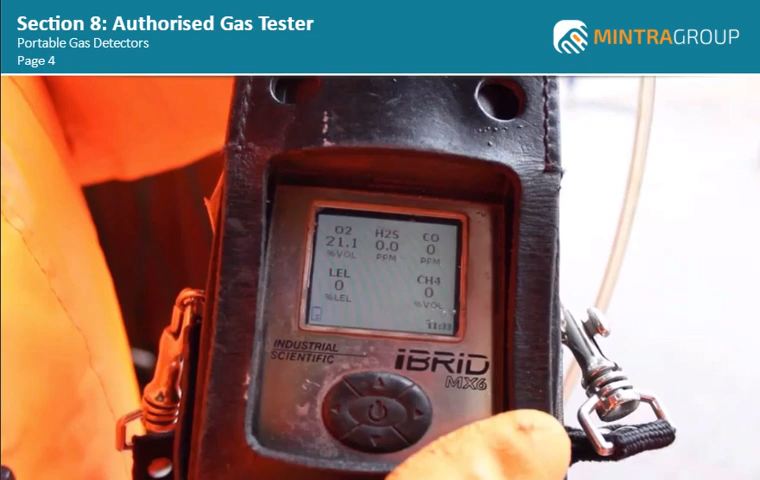 Section 8: Authorised Gas Tester
Portable Gas Detectors
Page 4
MINTRAGROUP
O2 H2S CO
21.1 0.0 0
%VOL PPM PPM
LEL CH4
0 0
%LEL %VOL
INDUSTRIAL
SCIENTIFIC
iBRiD
MX6